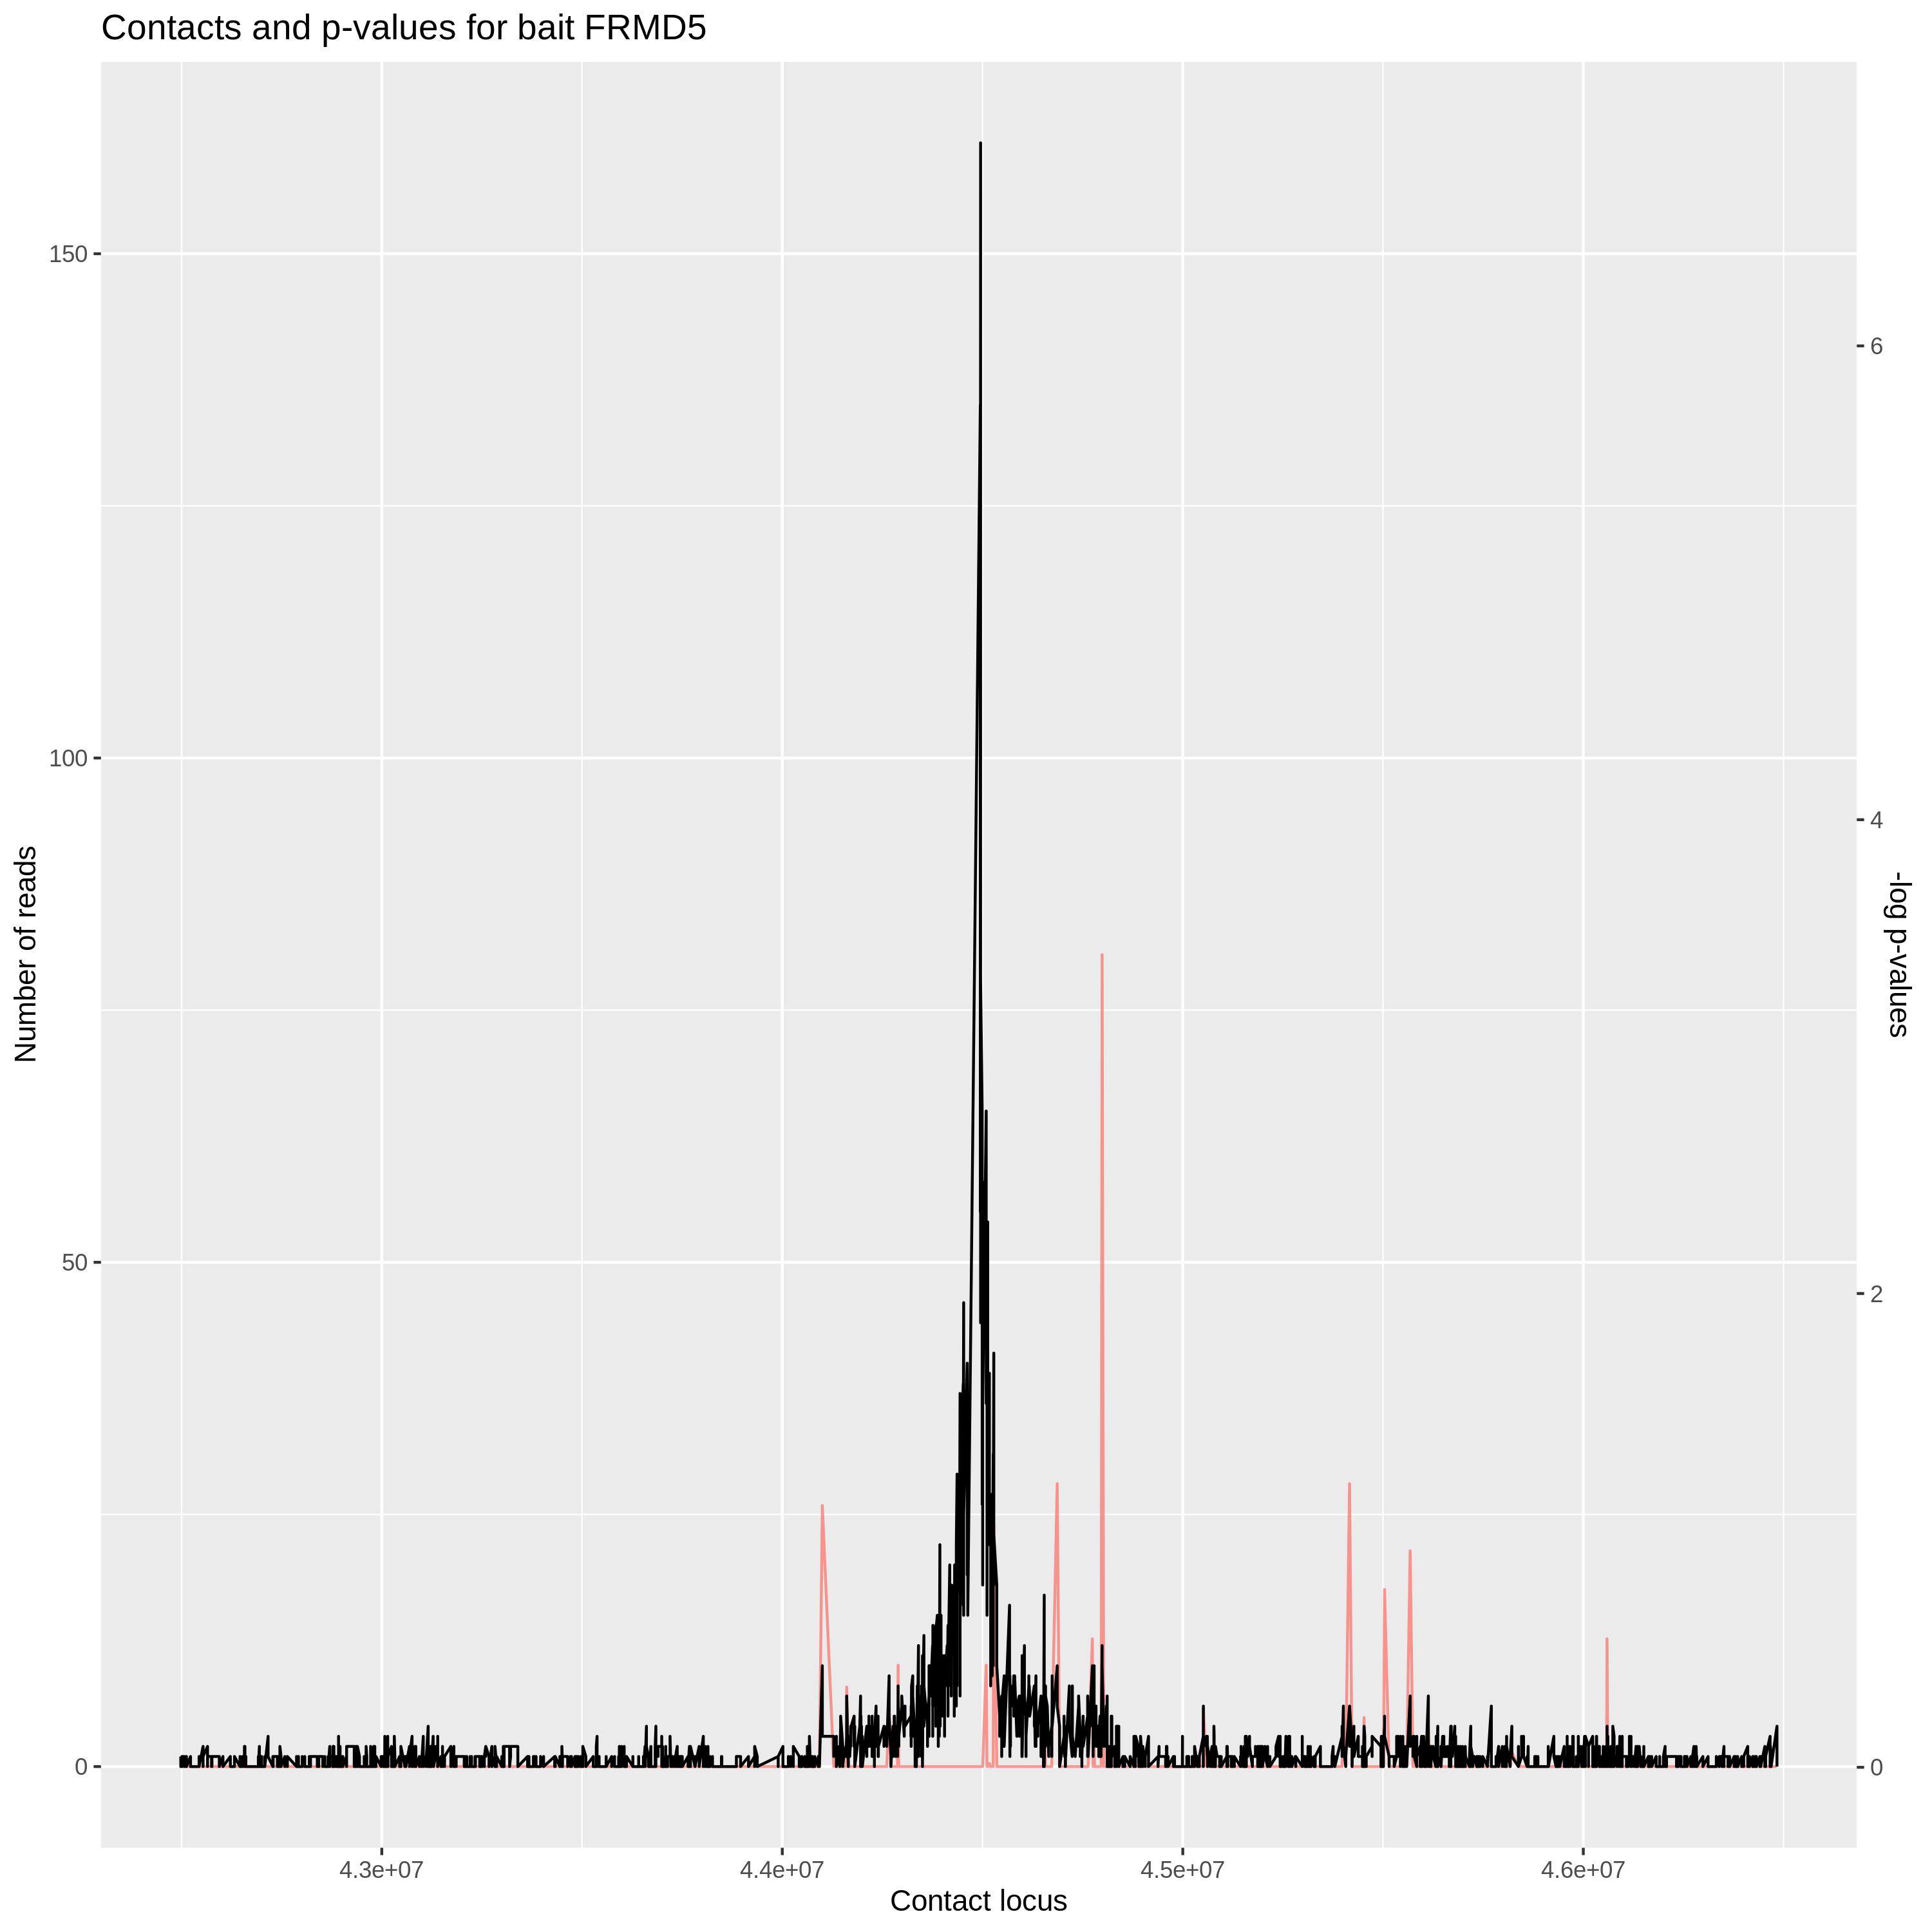 Contacts and p-values for bait FRMD5
150
100
50
0
Number of reads
6
4
2
0
-log p-values
4.3e+07 4.4e+07 4.5e+07 4.6e+07
Contact locus